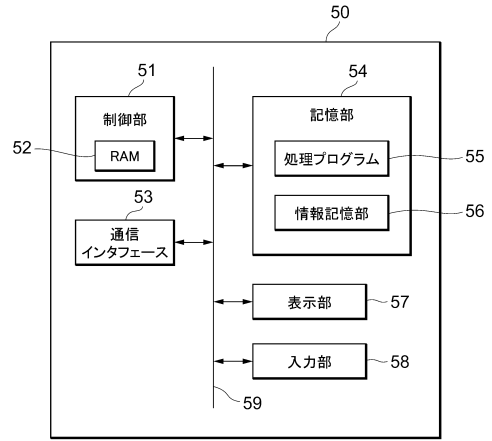 50
51
制御部
52
RAM
53
通信
インタフェース
54
記憶部
処理プログラム
55
情報記憶部
56
表示部
57
入力部
58
59